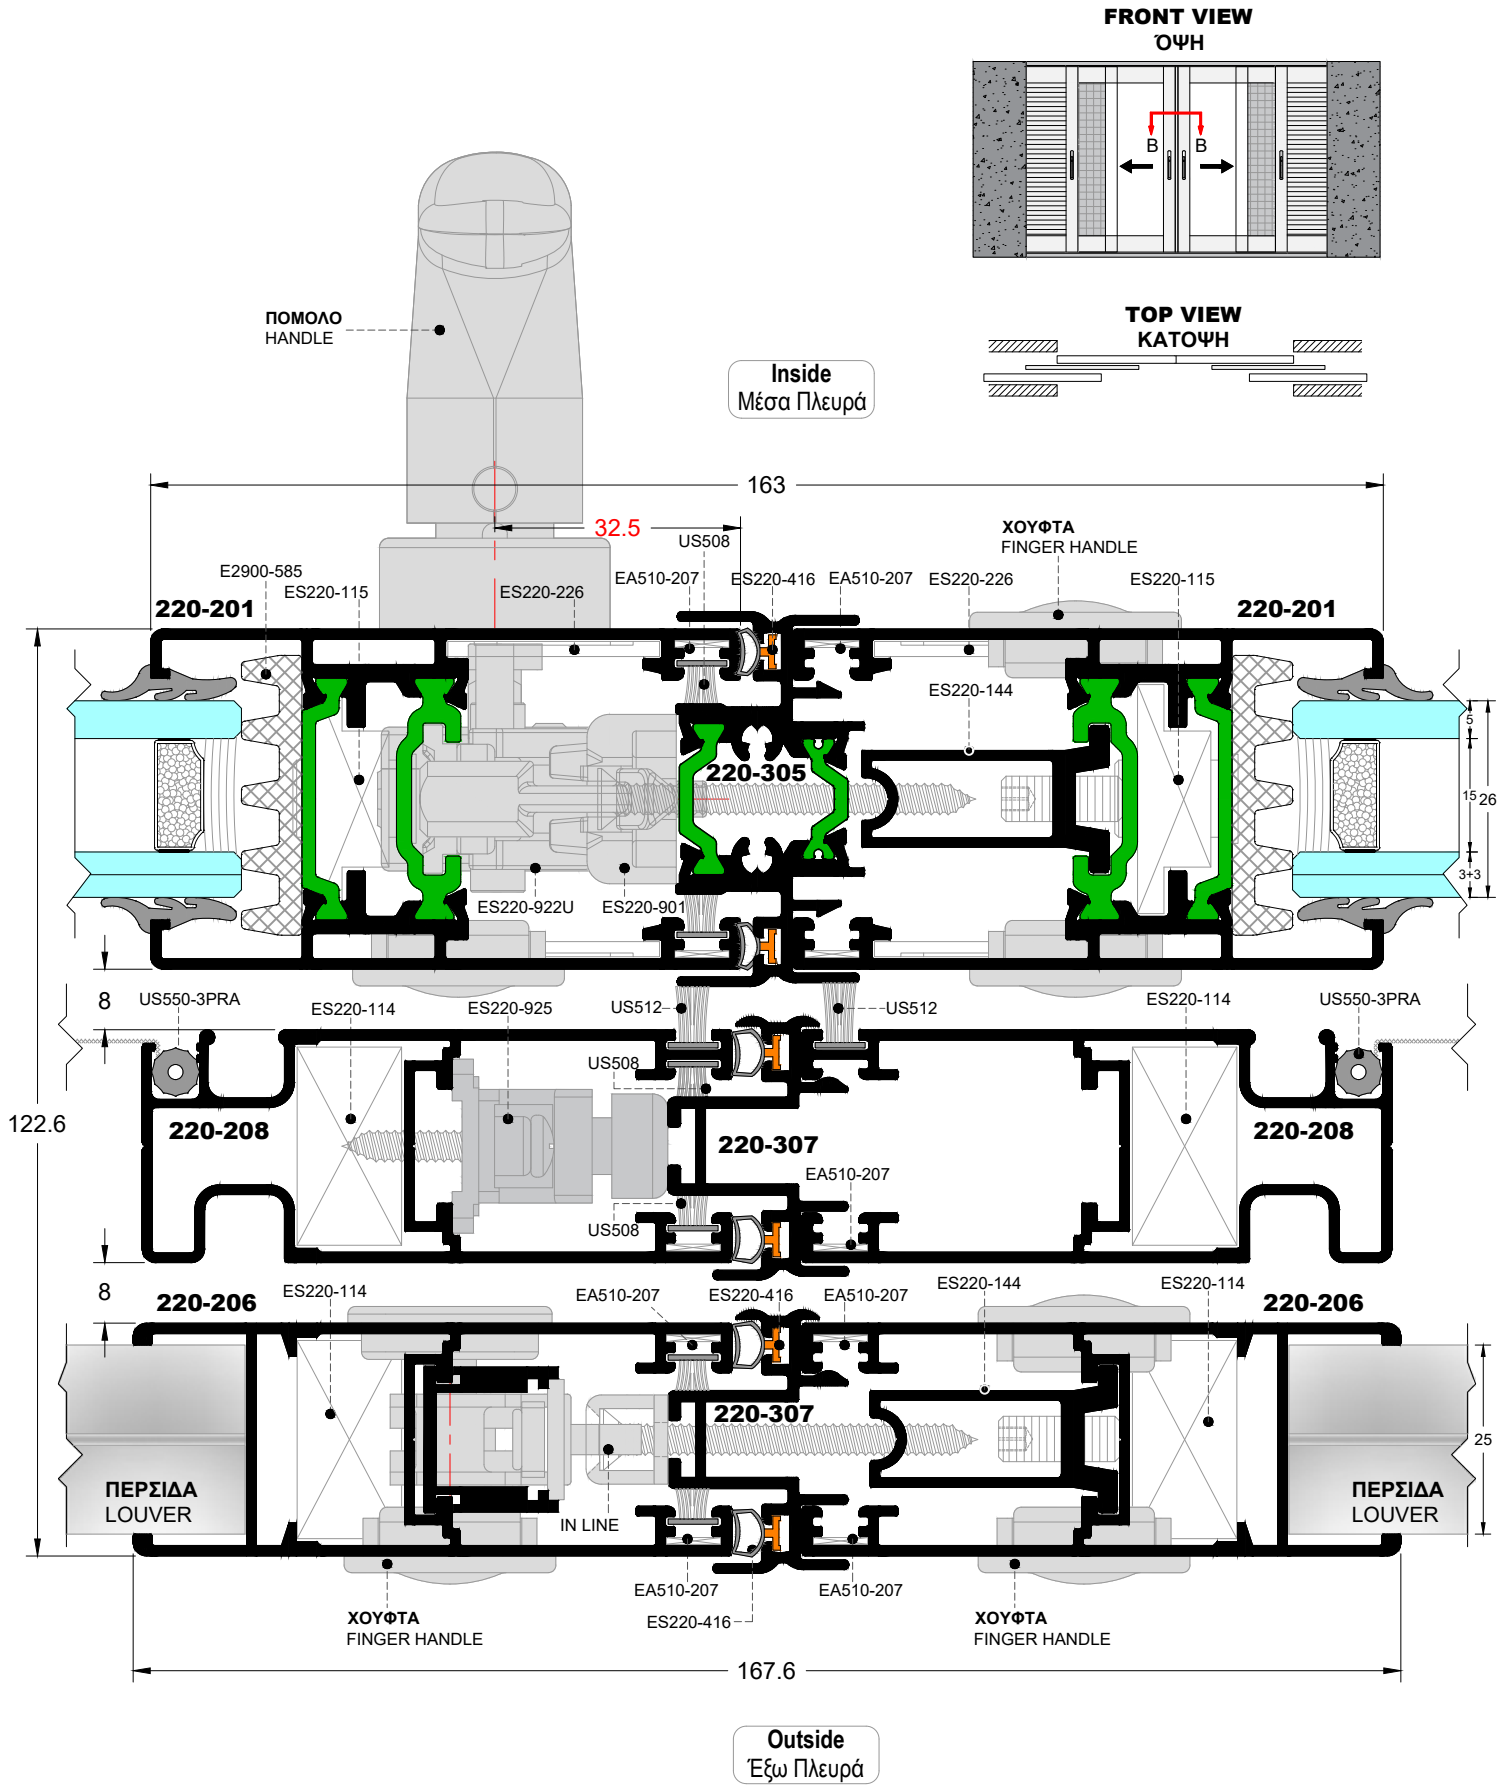 FRONT VIEW
ΌΨΗ
B B
TOP VIEW
ΚΑΤΟΨΗ
ΠΟΜΟΛΟ
HANDLE
Inside
Μέσα Πλευρά
163
32.5
US508
ΧΟΥΦΤΑ
FINGER HANDLE
E2900-585
ES220-115
ES220-226
EA510-207
ES220-416
EA510-207
ES220-226
ES220-115
220-201
220-201
ES220-144
220-305
5
15
26
3+3
ES220-922U
ES220-901
8
US550-3PRA
ES220-114
ES220-925
US512
US512
ES220-114
US550-3PRA
US508
122.6
220-208
220-307
220-208
EA510-207
US508
8
220-206
ES220-114
EA510-207
ES220-416
EA510-207
ES220-144
ES220-114
220-206
220-307
25
ΠΕΡΣΙΔΑ
LOUVER
ΠΕΡΣΙΔΑ
LOUVER
IN LINE
EA510-207
EA510-207
ES220-416
ΧΟΥΦΤΑ
FINGER HANDLE
ΧΟΥΦΤΑ
FINGER HANDLE
167.6
Outside
Έξω Πλευρά